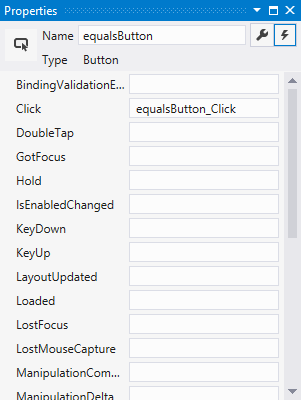 Properties
Name equalsButton
Type Button
BindingValidationE...
Click equalsButton_Click
DoubleTap
GotFocus
Hold
IsEnabledChanged
KeyDown
KeyUp
LayoutUpdated
Loaded
LostFocus
LostMouseCapture
ManipulationCom...
ManipulationDelta